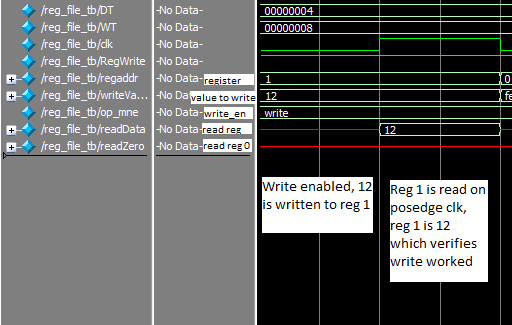 /reg_file_tb/DT -No Data- 00000004
/reg_file_tb/WT -No Data- 00000008
/reg_file_tb/clk -No Data-
/reg_file_tb/RegWrite -No Data-
/reg_file_tb/regaddr -No Data- register 1 0
/reg_file_tb/writeVa... -No Data- value to write 12 fe
/reg_file_tb/op_mne -No Data- write_en write
/reg_file_tb/readData -No Data- read reg 12
/reg_file_tb/readZero -No Data- read reg 0
Write enabled, 12
is written to reg 1
Reg 1 is read on
posedge clk,
reg 1 is 12
which verifies
write worked